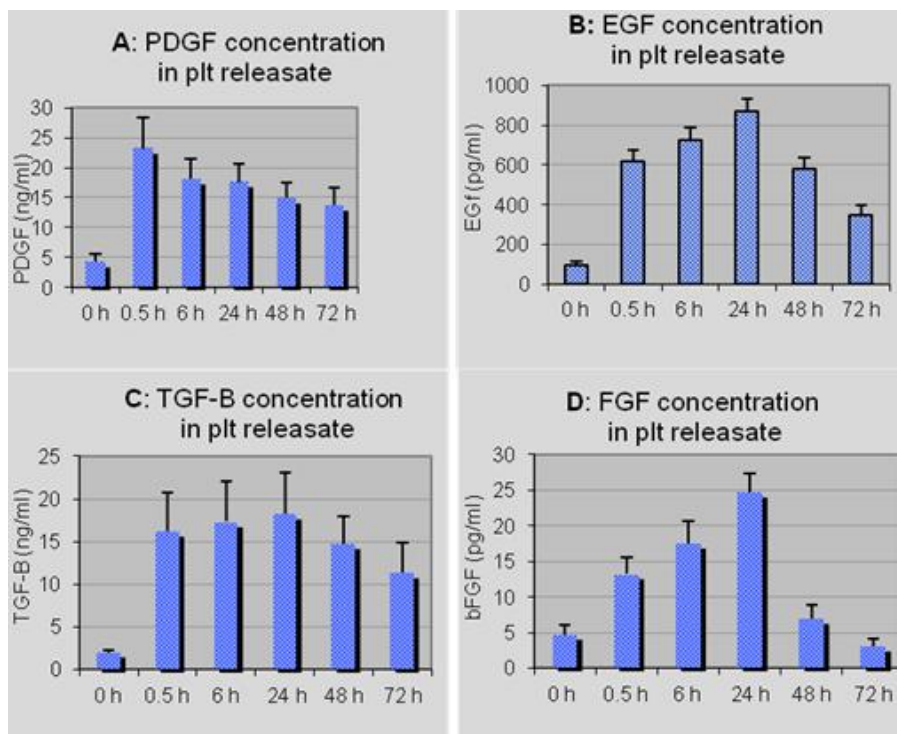 A: PDGF concentration
in plt releasate
PDGF (ng/ml)
30
25
20
15
10
5
0
0 h 0.5 h 6 h 24 h 48 h 72 h
B: EGF concentration
in plt releasate
EGf (pg/ml)
1000
800
600
400
200
0
0 h 0.5 h 6 h 24 h 48 h 72 h
C: TGF-B concentration
in plt releasate
TGF-B (ng/ml)
25
20
15
10
5
0
0 h 0.5 h 6 h 24 h 48 h 72 h
D: FGF concentration
in plt releasate
bFGF (pg/ml)
30
25
20
15
10
5
0
0 h 0.5 h 6 h 24 h 48 h 72 h